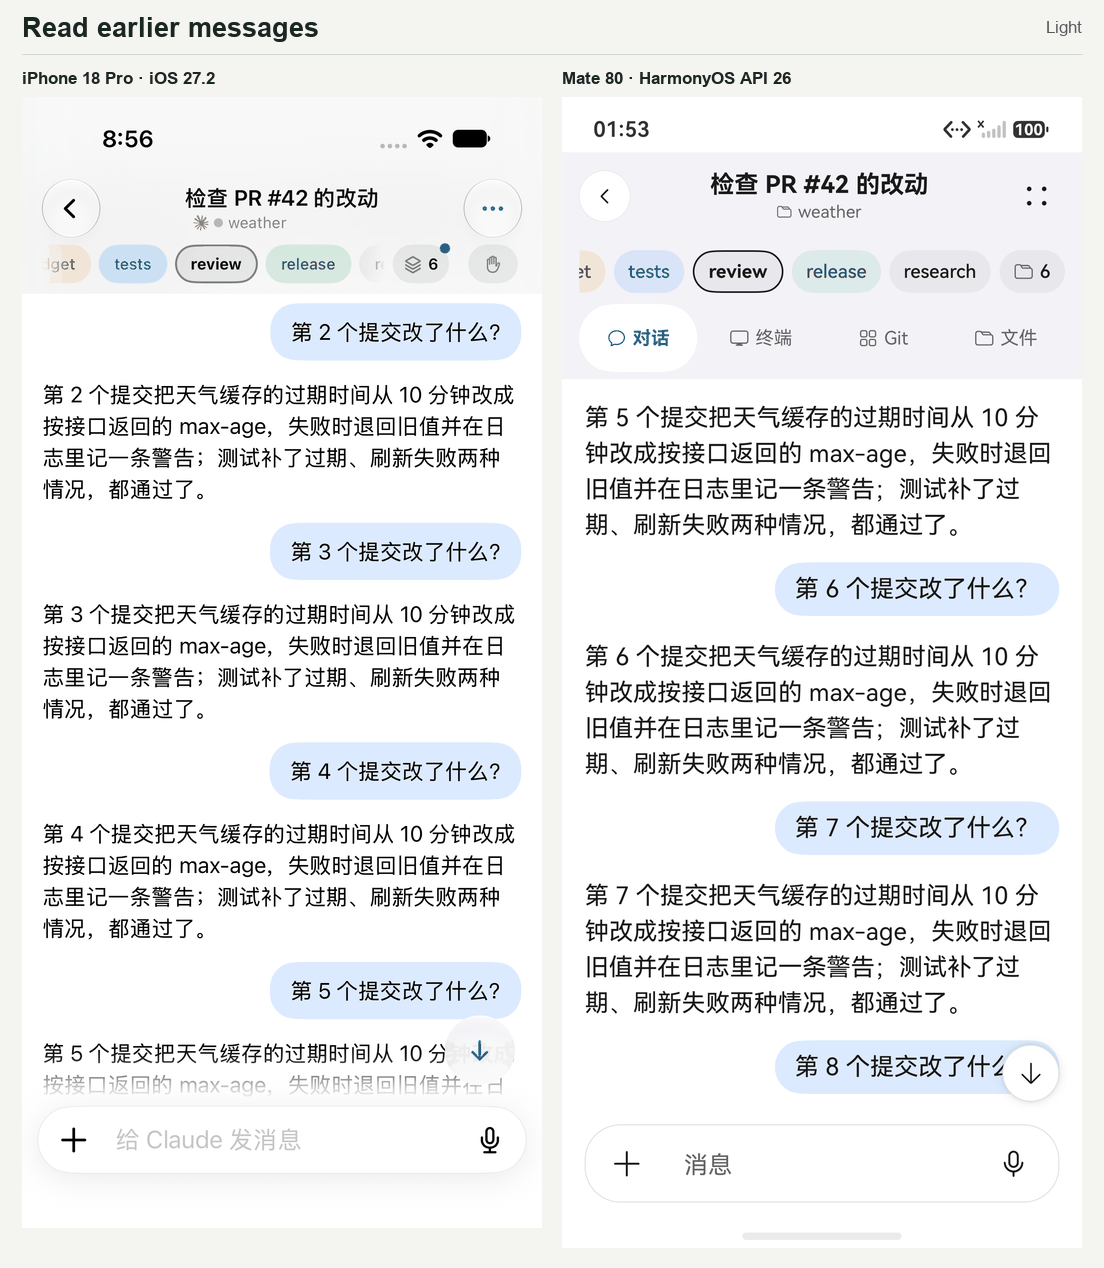 Read earlier messages
Light
iPhone 18 Pro · iOS 27.2
8:56
检查 PR #42 的改动
weather
dget
tests
review
release
6
第 2 个提交改了什么?
第 2 个提交把天气缓存的过期时间从 10 分钟改成
按接口返回的 max-age，失败时退回旧值并在日
志里记一条警告；测试补了过期、刷新失败两种
情况，都通过了。
第 3 个提交改了什么?
第 3 个提交把天气缓存的过期时间从 10 分钟改成
按接口返回的 max-age，失败时退回旧值并在日
志里记一条警告；测试补了过期、刷新失败两种
情况，都通过了。
第 4 个提交改了什么?
第 4 个提交把天气缓存的过期时间从 10 分钟改成
按接口返回的 max-age，失败时退回旧值并在日
志里记一条警告；测试补了过期、刷新失败两种
情况，都通过了。
第 5 个提交改了什么?
第 5 个提交把天气缓存的过期时间从 10 分钟改成
按接口返回的 max-age，失败时退回旧值并在日
给 Claude 发消息
Mate 80 · HarmonyOS API 26
01:53
100
检查 PR #42 的改动
weather
et
tests
review
release
research
6
对话
终端
Git
文件
第 5 个提交把天气缓存的过期时间从 10 分
钟改成按接口返回的 max-age，失败时退回
旧值并在日志里记一条警告；测试补了过
期、刷新失败两种情况，都通过了。
第 6 个提交改了什么？
第 6 个提交把天气缓存的过期时间从 10 分
钟改成按接口返回的 max-age，失败时退回
旧值并在日志里记一条警告；测试补了过
期、刷新失败两种情况，都通过了。
第 7 个提交改了什么？
第 7 个提交把天气缓存的过期时间从 10 分
钟改成按接口返回的 max-age，失败时退回
旧值并在日志里记一条警告；测试补了过
期、刷新失败两种情况，都通过了。
第 8 个提交改了什么
消息